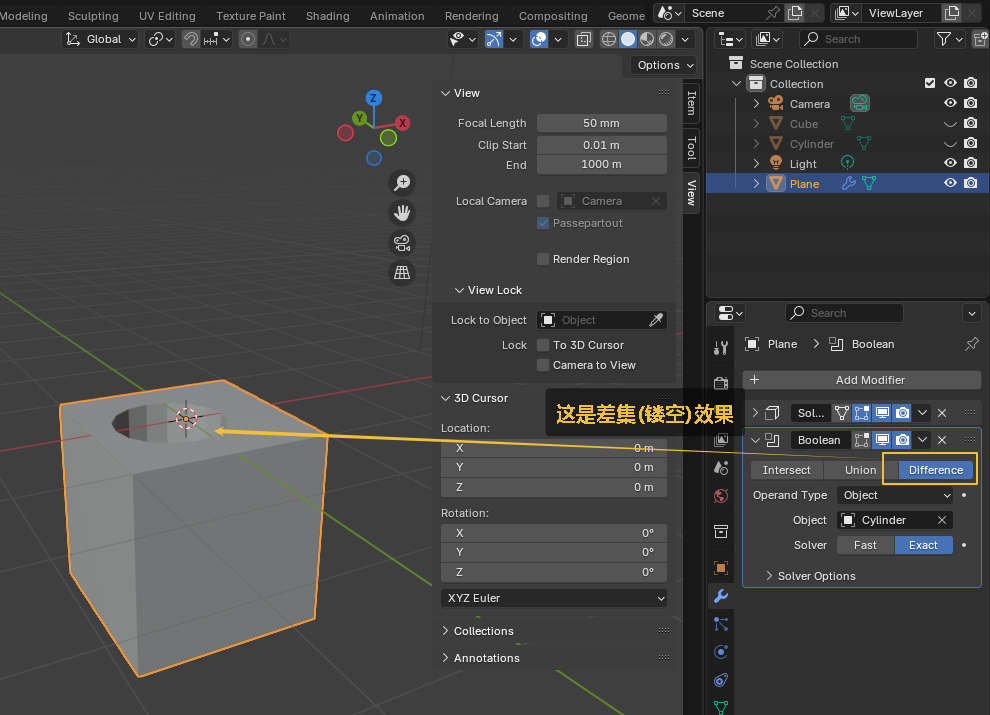 Modeling Sculpting UV Editing Texture Paint Shading Animation Rendering Compositing Geome Scene ViewLayer
Global
Options
Search
Z
Y
X
View
Focal Length 50 mm
Clip Start 0.01 m
End 1000 m
Local Camera Camera
Passepartout
Render Region
View Lock
Lock to Object Object
Lock To 3D Cursor
Camera to View
3D Cursor
Location:
X 0 m
Y 0 m
Z 0 m
Rotation:
X 0°
Y 0°
Z 0°
XYZ Euler
Collections
Annotations
Item
Tool
View
Scene Collection
Collection
Camera
Cube
Cylinder
Light
Plane
Search
Plane Boolean
Add Modifier
这是差集(镂空)效果
Sol...
Boolean
Intersect Union Difference
Operand Type Object
Object Cylinder
Solver Fast Exact
Solver Options